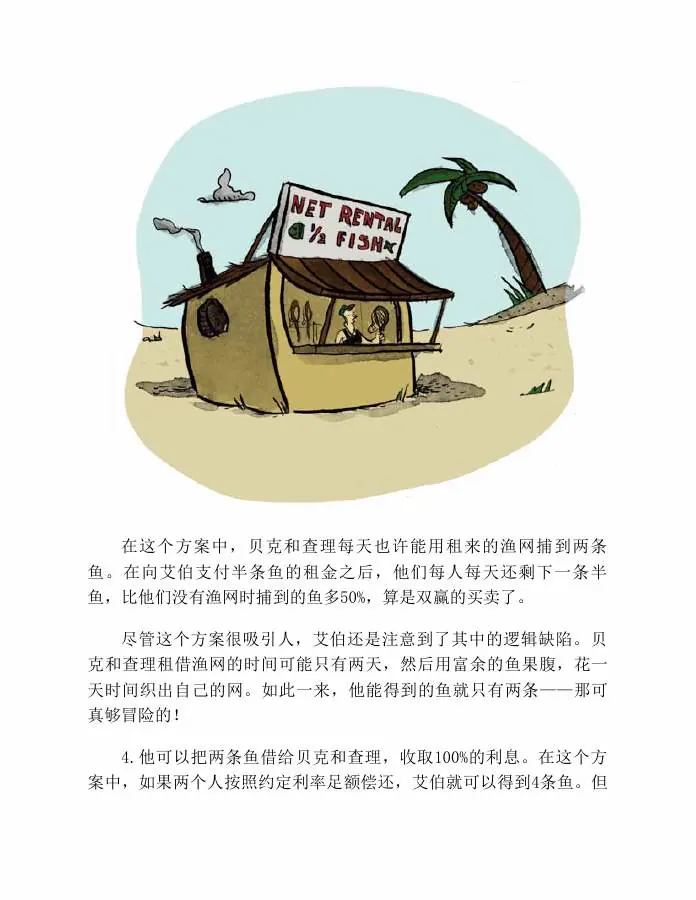 NET RENTAL
1/2 FISH
在这个方案中，贝克和查理每天也许能用租来的渔网捕到两条
鱼。在向艾伯支付半条鱼的租金之后，他们每人每天还剩下一条半
鱼，比他们没有渔网时捕到的鱼多50%，算是双赢的买卖了。
尽管这个方案很吸引人，艾伯还是注意到了其中的逻辑缺陷。贝
克和查理租借渔网的时间可能只有两天，然后用富余的鱼果腹，花一
天时间织出自己的网。如此一来，他能得到的鱼就只有两条——那可
真够冒险的！
4.他可以把两条鱼借给贝克和查理，收取100%的利息。在这个方
案中，如果两个人按照约定利率足额偿还，艾伯就可以得到4条鱼。但